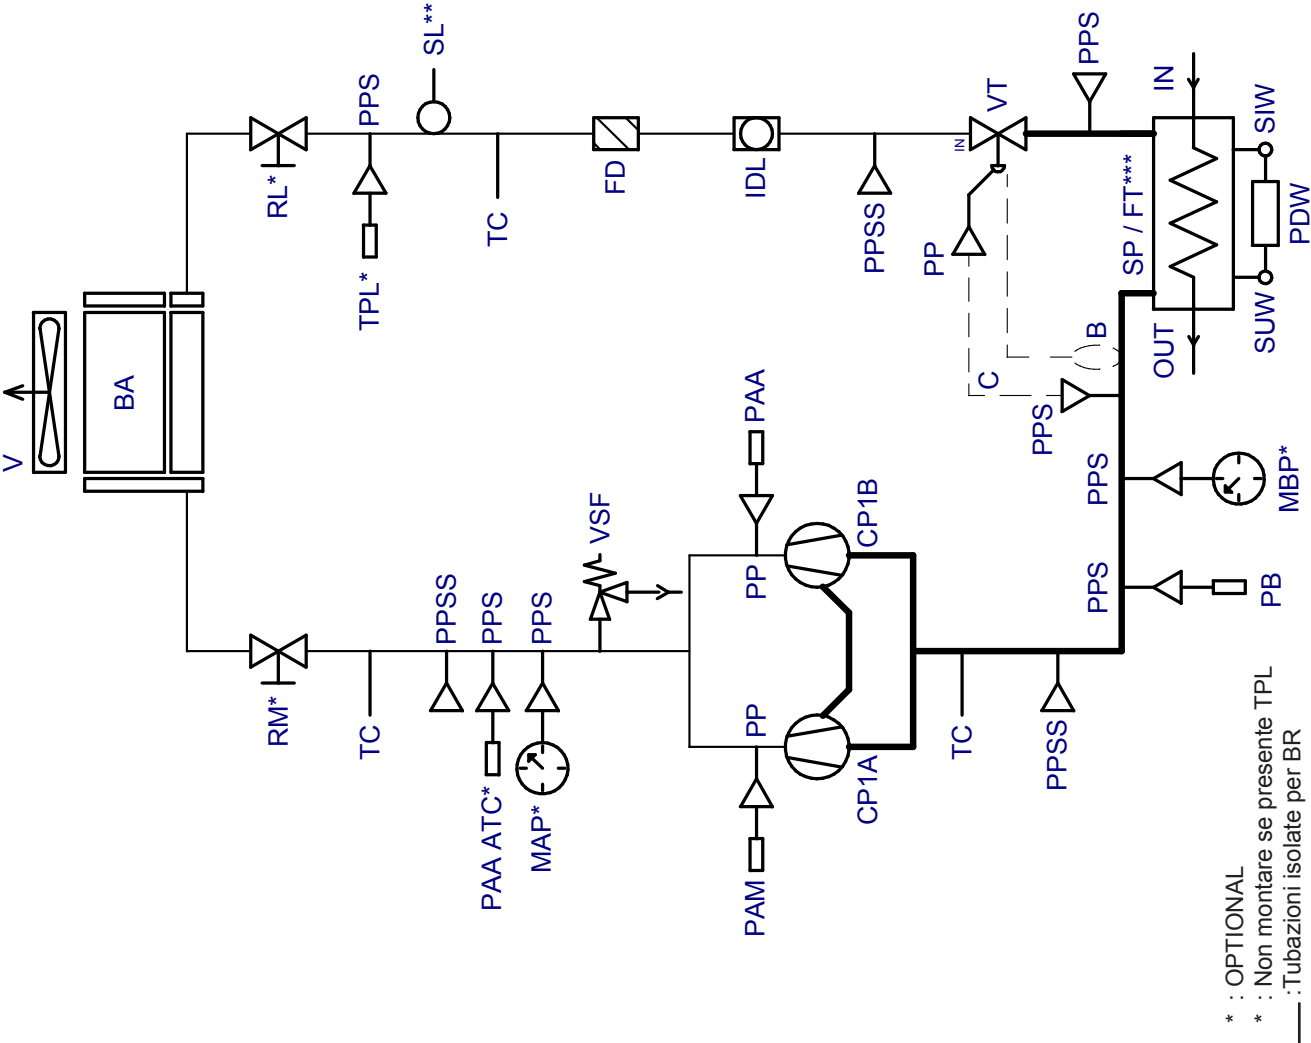 V
BA
RL*
RM*
TPL*
PPS
SL**
TC
FD
IDL
PPSS
IN
VT
PP
PPS
SP / FT***
IN
OUT
SIW
PDW
SUW
B
C
PPS
PPS
MBP*
PPS
PB
TC
PPSS
PAA ATC*
PPS
MAP*
PPS
VSF
PAA
PP
CP1B
PAM
PP
CP1A
TC
PPSS
* : OPTIONAL
* : Non montare se presente TPL
:Tubazioni isolate per BR